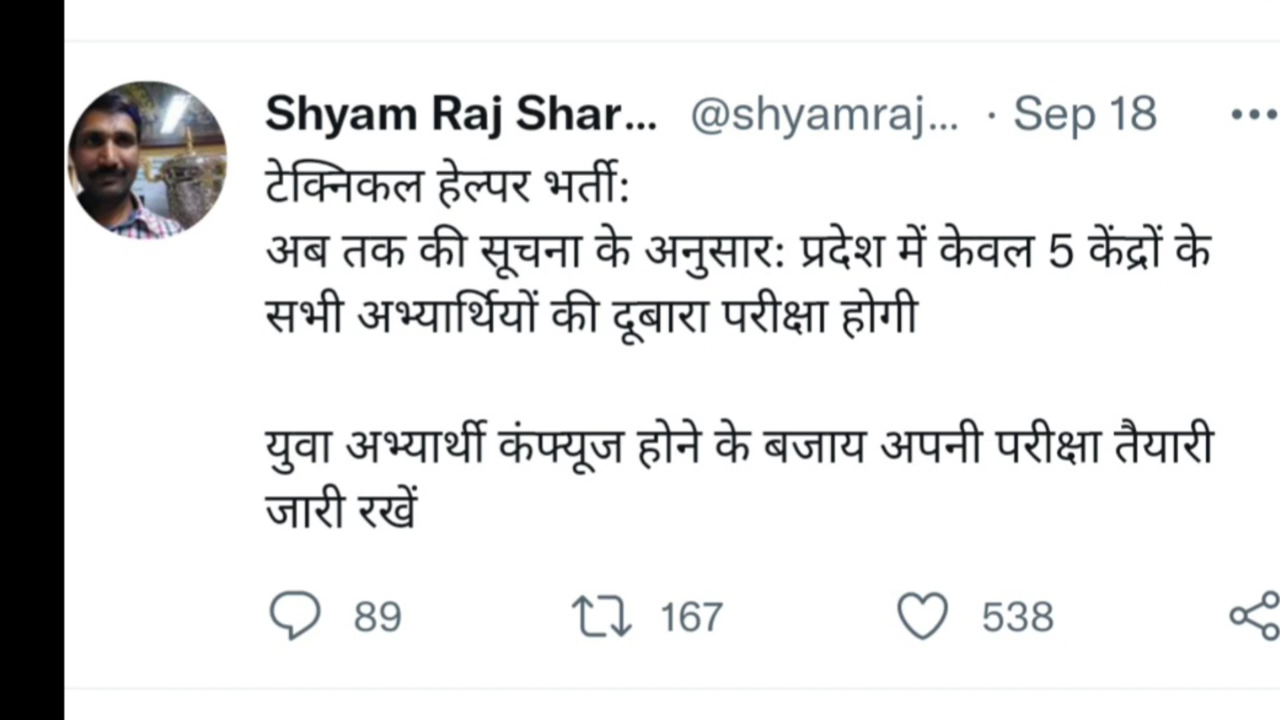 Shyam Raj Shar... @shyamraj... · Sep 18
टेक्निकल हेल्पर भर्ती:
अब तक की सूचना के अनुसार: प्रदेश में केवल 5 केंद्रों के
सभी अभ्यार्थियों की दूबारा परीक्षा होगी
युवा अभ्यार्थी कंफ्यूज होने के बजाय अपनी परीक्षा तैयारी
जारी रखें
89 167 538